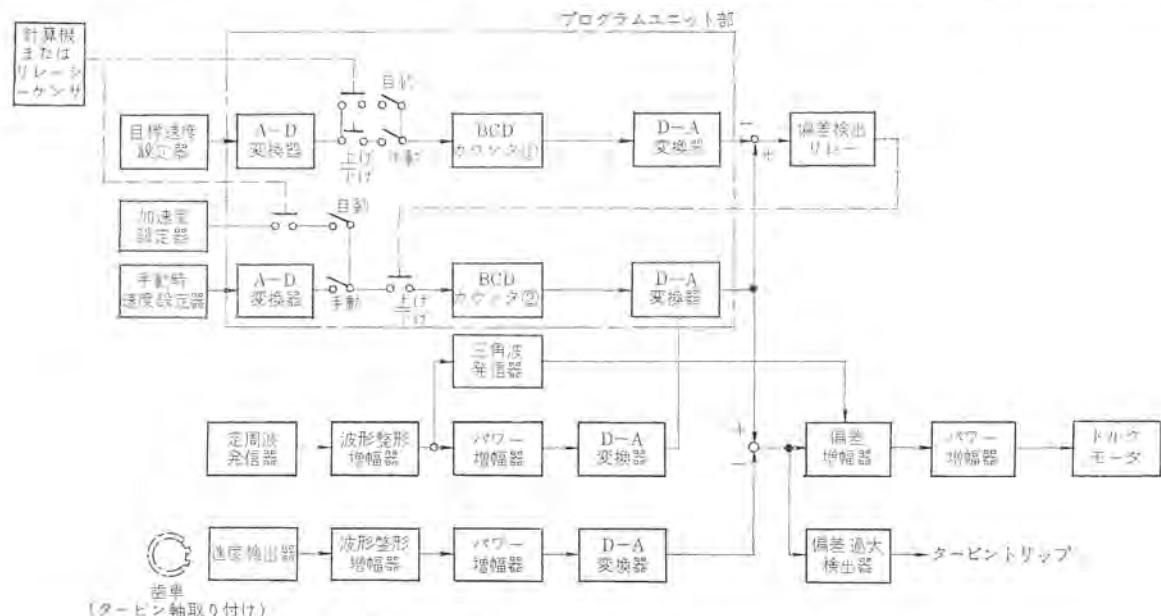 プログラムユニット部
計算機
または
リレーシ
ーケンサ
自動
目標速度
設定器
A-D
変換器
上げ
下げ
手動
BCD
カウンタ①
D-A
変換器
−
+
偏差検出
リレー
加速度
設定器
自動
手動時
速度設定器
A-D
変換器
手動
上げ
下げ
BCD
カウンタ②
D-A
変換器
三角波
発信器
定周波
発信器
波形整形
増幅器
パワー
増幅器
D-A
変換器
+
−
偏差
増幅器
パワー
増幅器
トルク
モータ
速度検出器
波形整形
増幅器
パワー
増幅器
D-A
変換器
偏差過大
検出器
タービントリップ
歯車
(タービン軸取り付け)